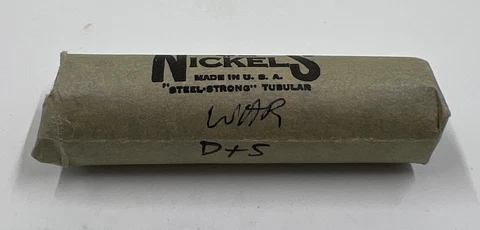 NICKELS
MADE IN U. S. A.
"STEEL-STRONG" TUBULAR
WAR
D+S